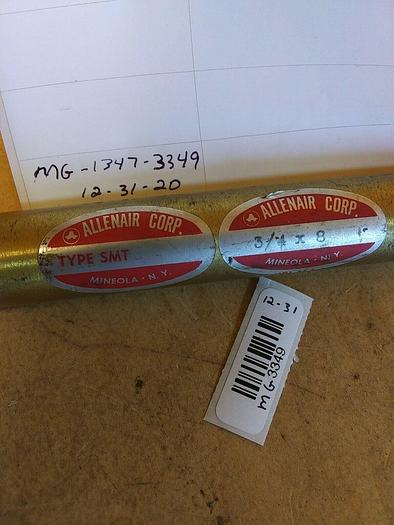 MG-1347-3349
12-31-20
ALLENAIR CORP.
TYPE SMT
MINEOLA - N.Y.
ALLENAIR CORP.
3/4 x 8
MINEOLA - N.Y.
12-31
MG-3349